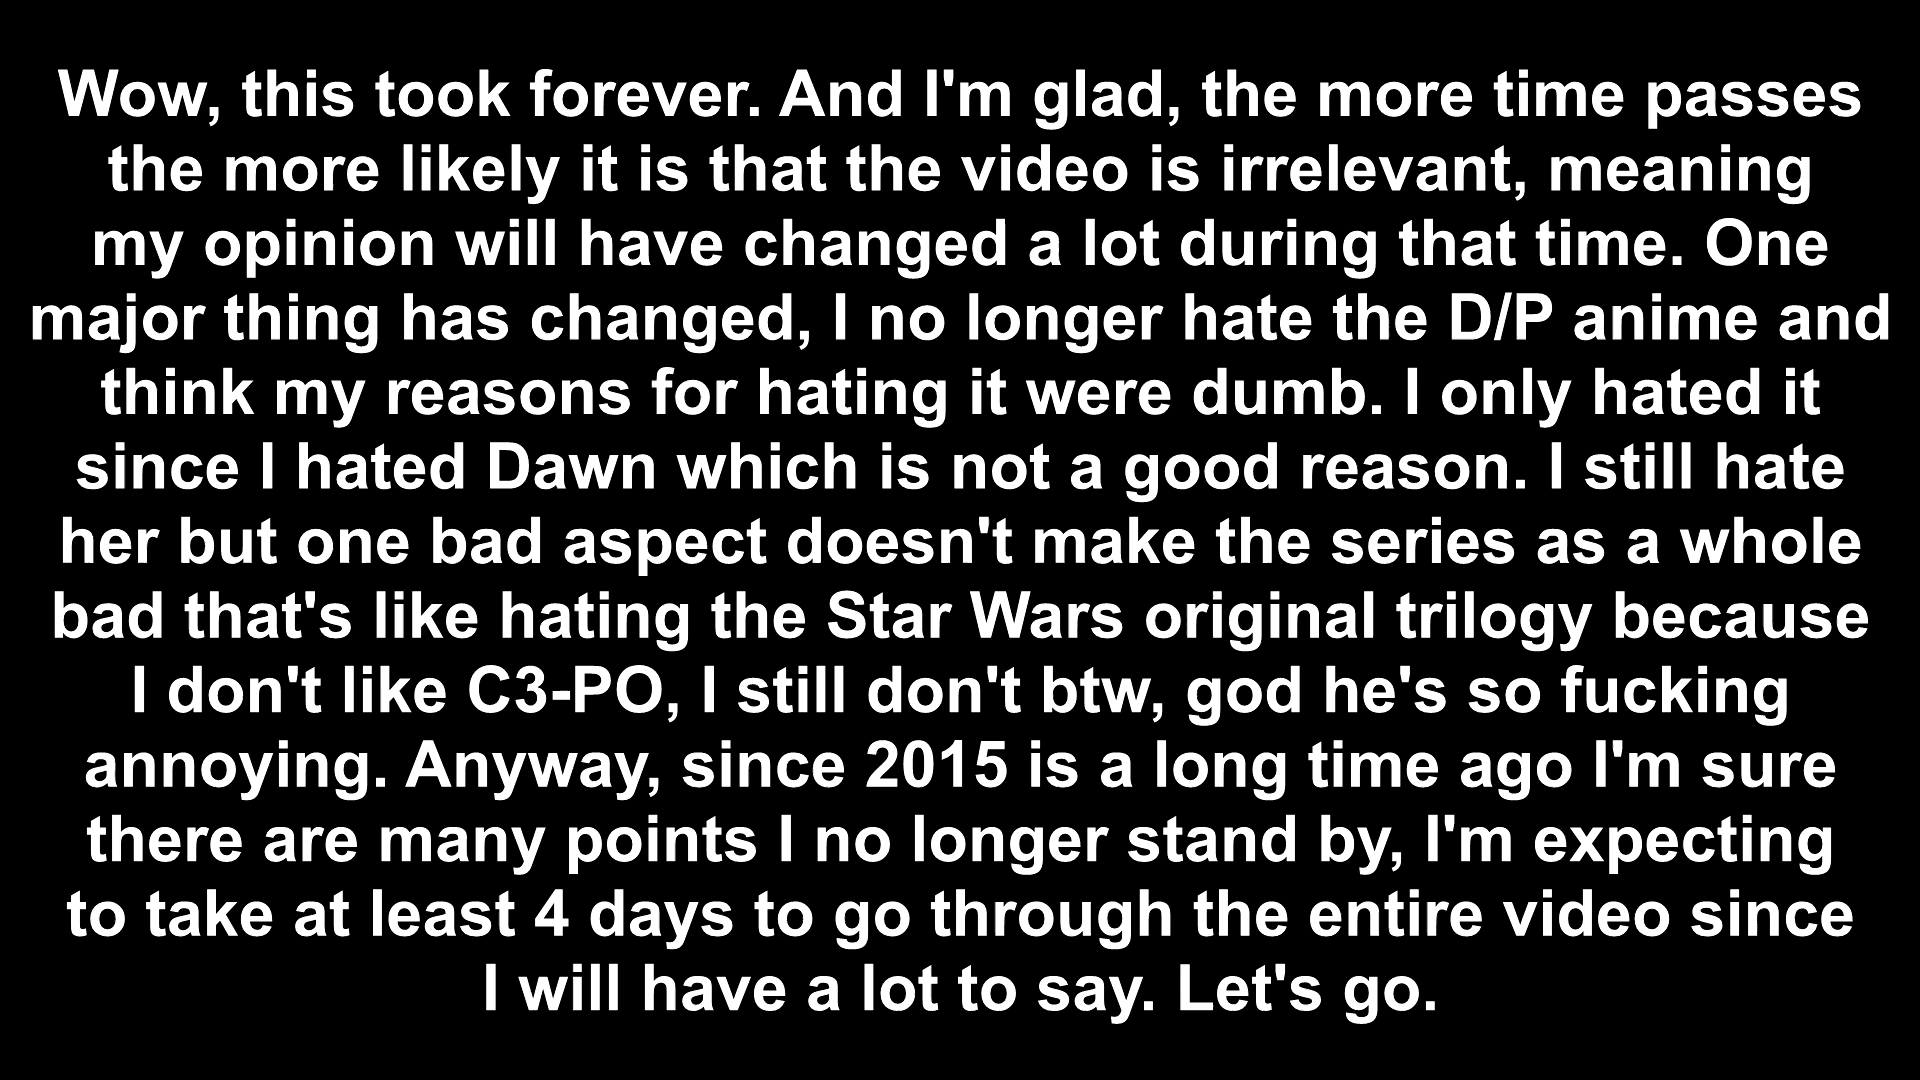 Wow, this took forever. And I'm glad, the more time passes
the more likely it is that the video is irrelevant, meaning
my opinion will have changed a lot during that time. One
major thing has changed, I no longer hate the D/P anime and
think my reasons for hating it were dumb. I only hated it
since I hated Dawn which is not a good reason. I still hate
her but one bad aspect doesn't make the series as a whole
bad that's like hating the Star Wars original trilogy because
I don't like C3-PO, I still don't btw, god he's so fucking
annoying. Anyway, since 2015 is a long time ago I'm sure
there are many points I no longer stand by, I'm expecting
to take at least 4 days to go through the entire video since
I will have a lot to say. Let's go.